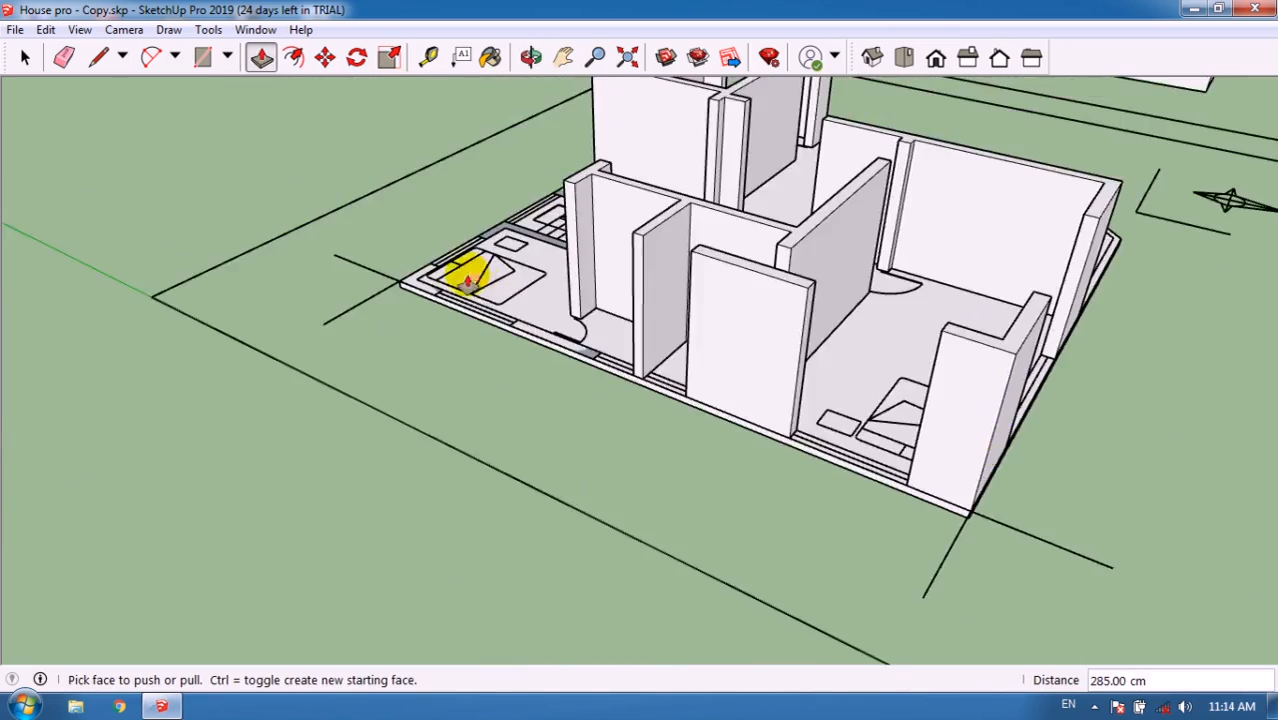 House pro - Copy.skp - SketchUp Pro 2019 (24 days left in TRIAL)
File Edit View Camera Draw Tools Window Help
A1
Pick face to push or pull. Ctrl = toggle create new starting face.
Distance 285.00 cm
EN 11:14 AM